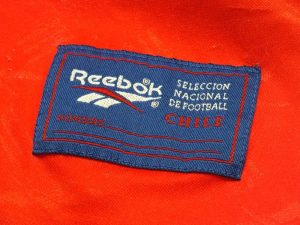 Reebok®
®
SELECCION
NACIONAL
DE FOOTBALL
CHILE